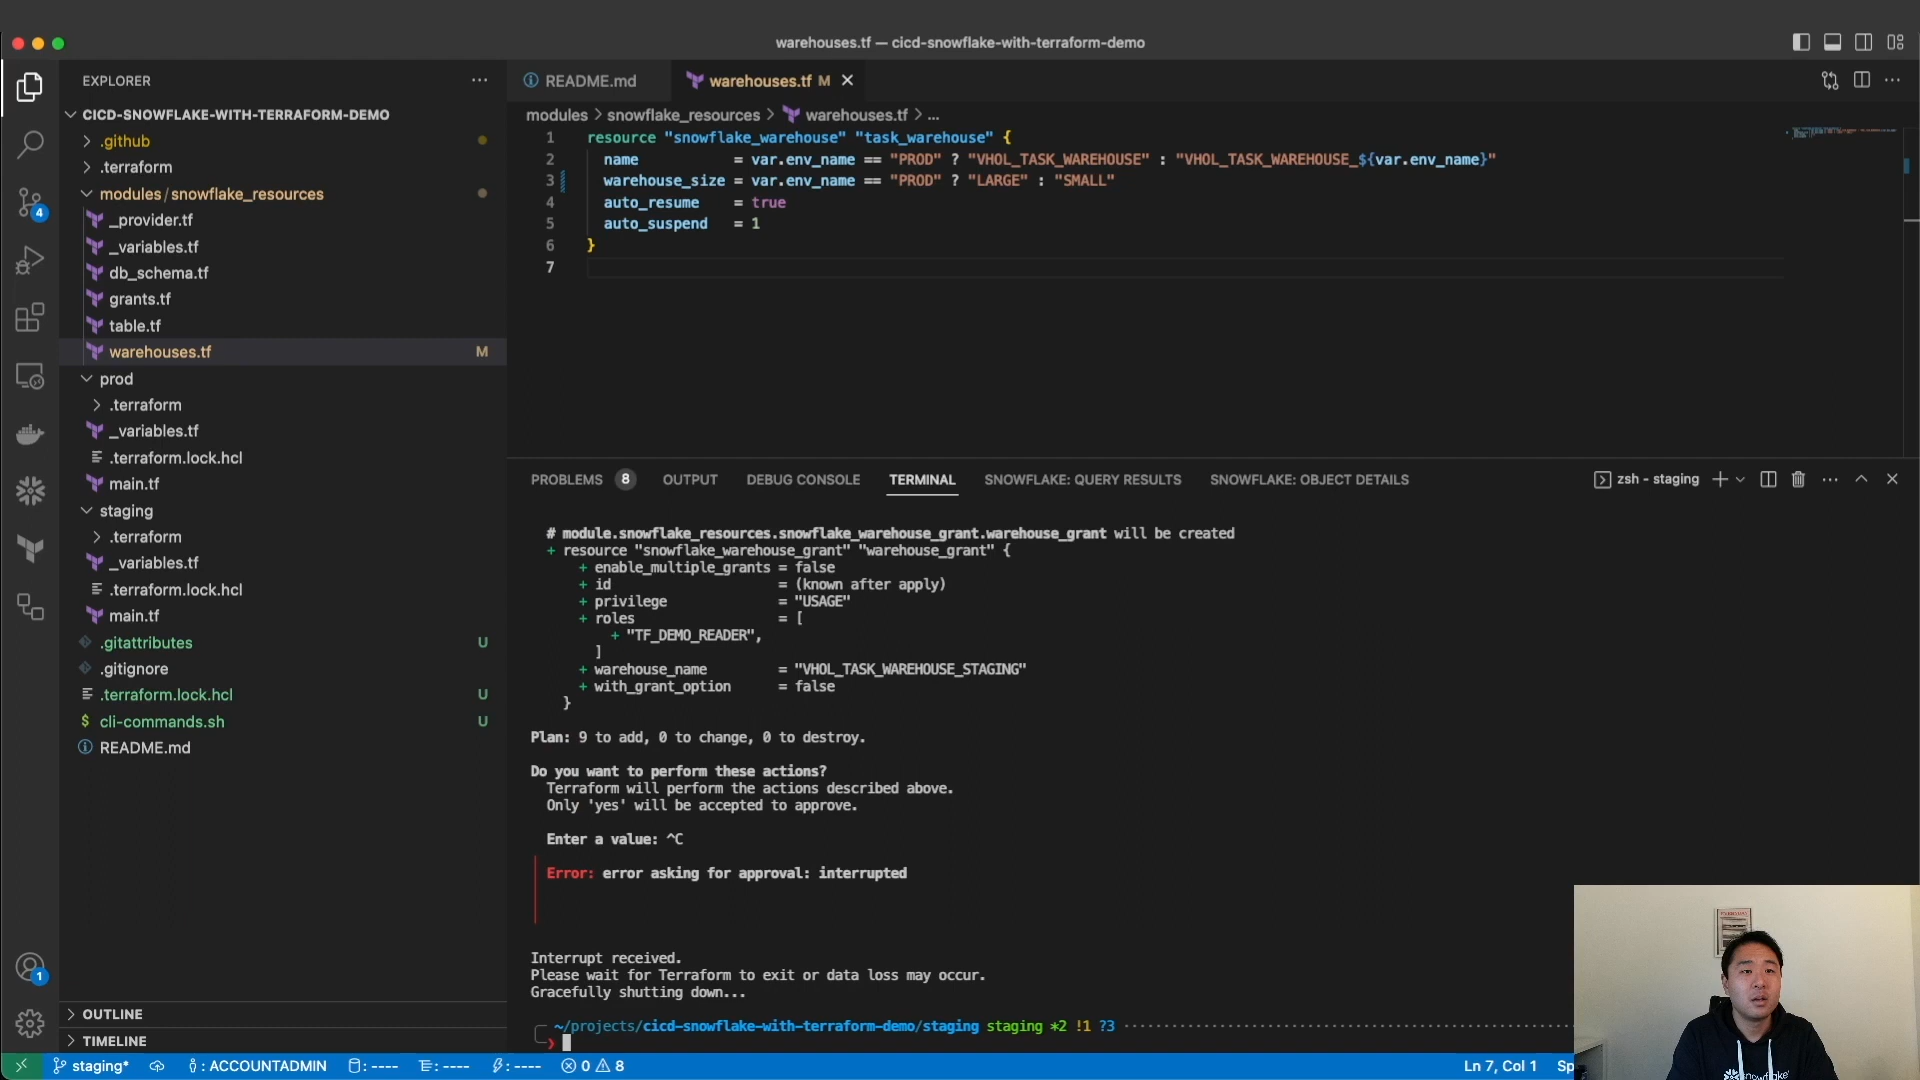 warehouses.tf — cicd-snowflake-with-terraform-demo
EXPLORER
CICD-SNOWFLAKE-WITH-TERRAFORM-DEMO
.github
.terraform
modules / snowflake_resources
_provider.tf
_variables.tf
db_schema.tf
grants.tf
table.tf
warehouses.tf M
prod
.terraform
_variables.tf
.terraform.lock.hcl
main.tf
staging
.terraform
_variables.tf
.terraform.lock.hcl
main.tf
.gitattributes U
.gitignore
.terraform.lock.hcl U
$ cli-commands.sh U
README.md
OUTLINE
TIMELINE
4
1
README.md
warehouses.tf M
modules > snowflake_resources > warehouses.tf > ...
1 resource "snowflake_warehouse" "task_warehouse" {
2 name = var.env_name == "PROD" ? "VHOL_TASK_WAREHOUSE" : "VHOL_TASK_WAREHOUSE_${var.env_name}"
3 warehouse_size = var.env_name == "PROD" ? "LARGE" : "SMALL"
4 auto_resume = true
5 auto_suspend = 1
6 }
7
PROBLEMS 8 OUTPUT DEBUG CONSOLE TERMINAL SNOWFLAKE: QUERY RESULTS SNOWFLAKE: OBJECT DETAILS
zsh - staging
# module.snowflake_resources.snowflake_warehouse_grant.warehouse_grant will be created
+ resource "snowflake_warehouse_grant" "warehouse_grant" {
+ enable_multiple_grants = false
+ id = (known after apply)
+ privilege = "USAGE"
+ roles = [
+ "TF_DEMO_READER",
]
+ warehouse_name = "VHOL_TASK_WAREHOUSE_STAGING"
+ with_grant_option = false
}
Plan: 9 to add, 0 to change, 0 to destroy.
Do you want to perform these actions?
Terraform will perform the actions described above.
Only 'yes' will be accepted to approve.
Enter a value: ^C
Error: error asking for approval: interrupted
Interrupt received.
Please wait for Terraform to exit or data loss may occur.
Gracefully shutting down...
~/projects/cicd-snowflake-with-terraform-demo/staging staging *2 !1 ?3
snowflake
staging* : ACCOUNTADMIN : ---- : ---- : ---- 0 8
Ln 7, Col 1 Sp